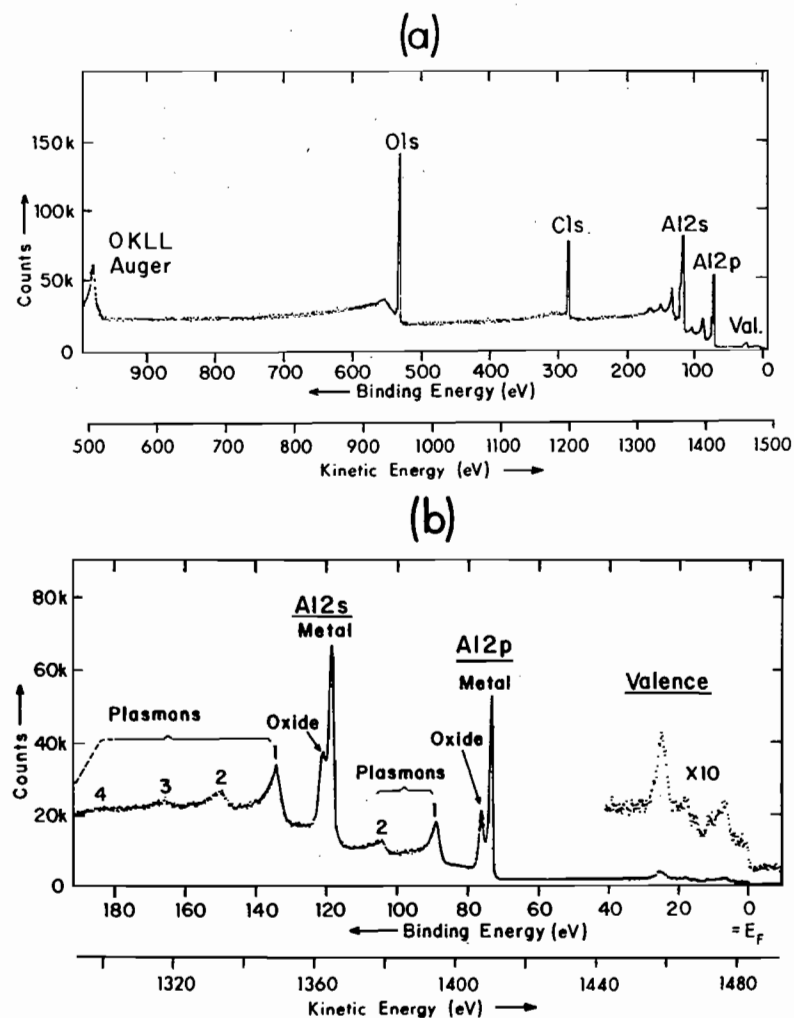 (a)
150k
100k
50k
0
Counts →
O KLL
Auger
O1s
C1s
Al2s
Al2p
Val.
900 800 700 600 500 400 300 200 100 0
← Binding Energy (eV)
500 600 700 800 900 1000 1100 1200 1300 1400 1500
Kinetic Energy (eV) →
(b)
80k
60k
40k
20k
0
Counts →
Al2s
Metal
Al2p
Metal
Valence
Plasmons
Oxide
Oxide
Plasmons
X10
4 3 2 1
2 1
180 160 140 120 100 80 60 40 20 0
← Binding Energy (eV)
= E_F
1320 1360 1400 1440 1480
Kinetic Energy (eV) →